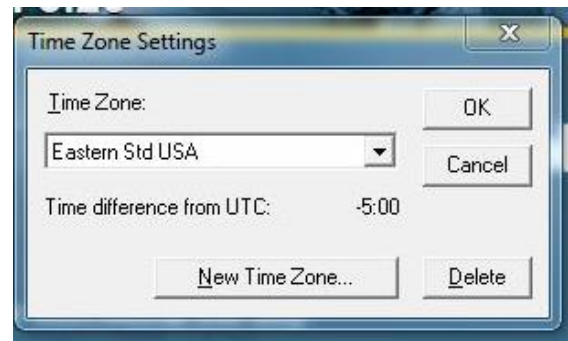 Time Zone Settings
Time Zone:
OK
Eastern Std USA
Cancel
Time difference from UTC: -5:00
New Time Zone...
Delete